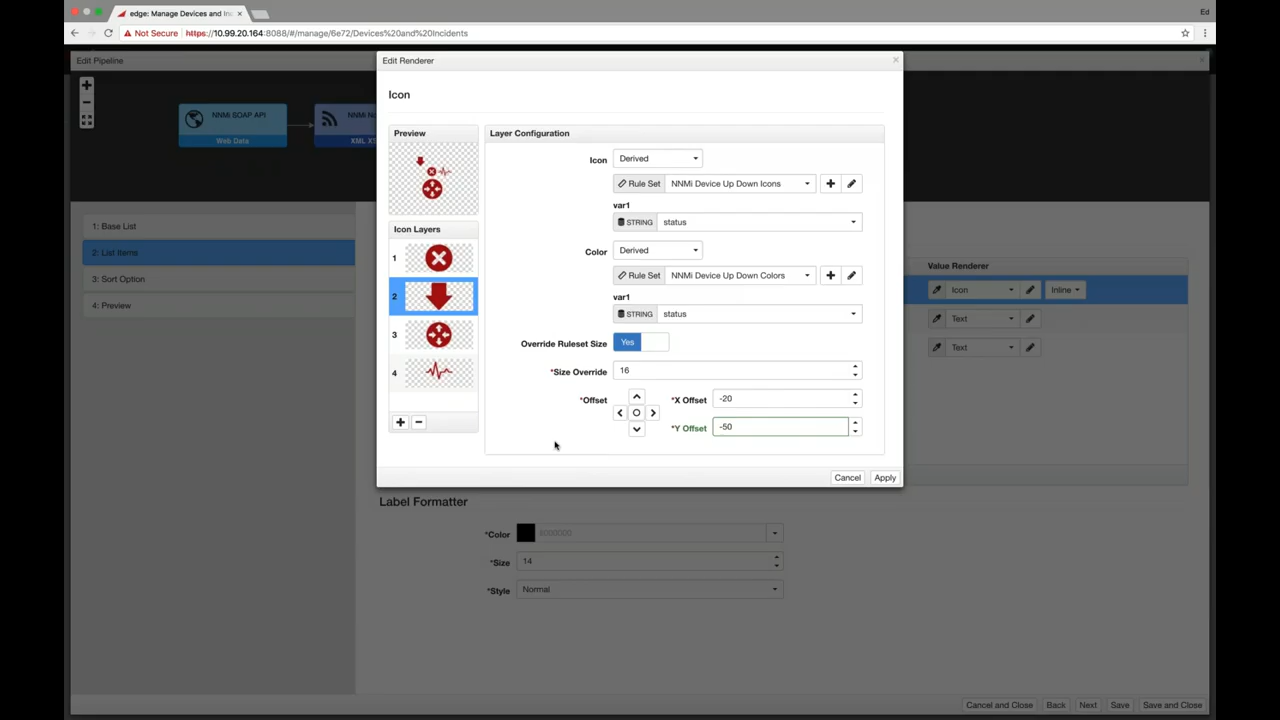 edge: Manage Devices and Inc
Ed
Not Secure https://10.99.20.164:8088/#/manage/6e72/Devices%20and%20Incidents
Edit Pipeline
NNMi SOAP API
Web Data
NNMi No
XML XS
1: Base List
2: List Items
3: Sort Option
4: Preview
Edit Renderer
Icon
Preview
Icon Layers
1
2
3
4
Layer Configuration
Icon
Derived
Rule Set
NNMi Device Up Down Icons
var1
STRING
status
Color
Derived
Rule Set
NNMi Device Up Down Colors
var1
STRING
status
Override Ruleset Size
Yes
*Size Override
16
*Offset
*X Offset
-20
*Y Offset
-50
Cancel
Apply
Value Renderer
Icon
Inline
Text
Text
Label Formatter
*Color
*Size
14
*Style
Normal
Cancel and Close
Back
Next
Save
Save and Close